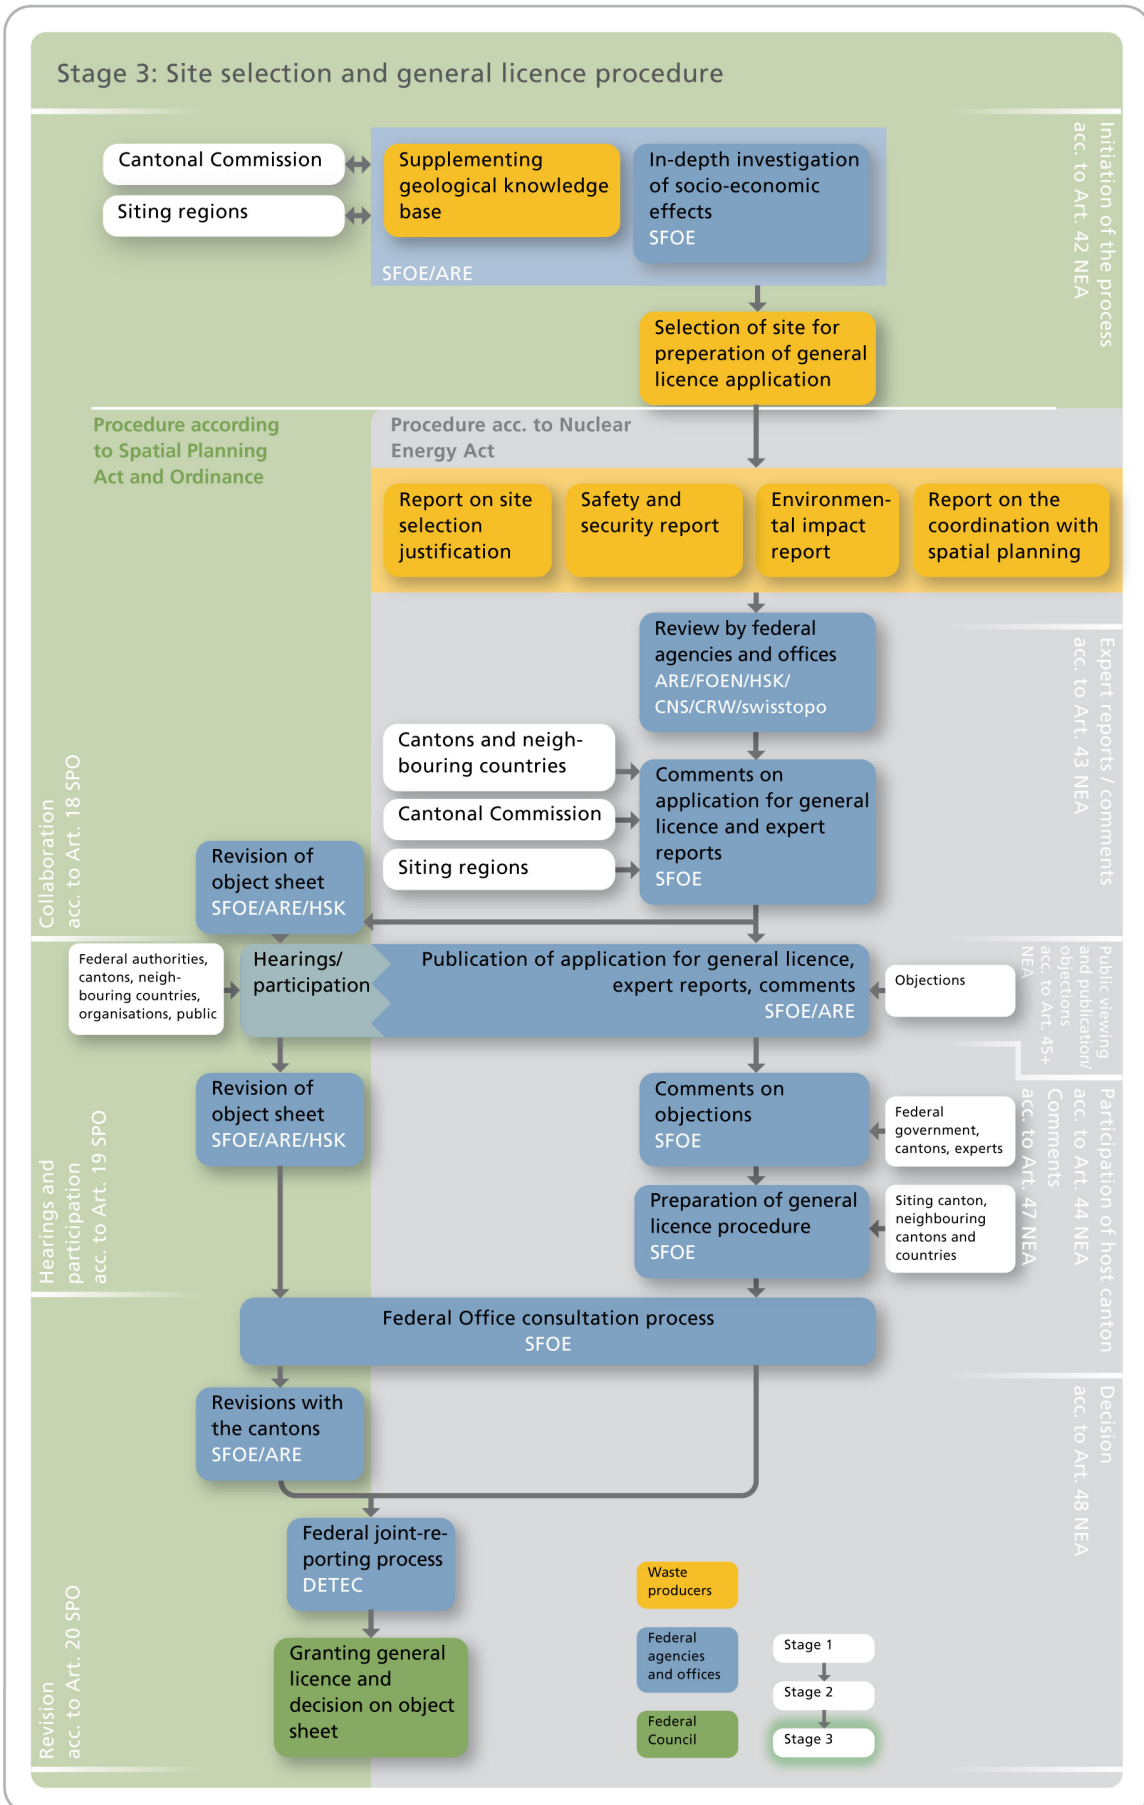 Stage 3: Site selection and general licence procedure
Initiation of the process
acc. to Art. 42 NEA
Cantonal Commission
Siting regions
Supplementing
geological knowledge
base
In-depth investigation
of socio-economic
effects
SFOE
SFOE/ARE
Selection of site for
preperation of general
licence application
Procedure according
to Spatial Planning
Act and Ordinance
Procedure acc. to Nuclear
Energy Act
Report on site
selection
justification
Safety and
security report
Environmen-
tal impact
report
Report on the
coordination with
spatial planning
Review by federal
agencies and offices
ARE/FOEN/HSK/
CNS/CRW/swisstopo
Expert reports / comments
acc. to Art. 43 NEA
Cantons and neigh-
bouring countries
Cantonal Commission
Siting regions
Comments on
application for general
licence and expert
reports
SFOE
Collaboration
acc. to Art. 18 SPO
Revision of
object sheet
SFOE/ARE/HSK
Federal authorities,
cantons, neigh-
bouring countries,
organisations, public
Hearings/
participation
Publication of application for general licence,
expert reports, comments
SFOE/ARE
Objections
Public viewing
and publication/
objections
acc. to Art. 45+
NEA
Revision of
object sheet
SFOE/ARE/HSK
Comments on
objections
SFOE
Federal
government,
cantons, experts
Preparation of general
licence procedure
SFOE
Siting canton,
neighbouring
cantons and
countries
Participation of host canton
acc. to Art. 44 NEA
Comments
acc. to Art. 47 NEA
Hearings and
participation
acc. to Art. 19 SPO
Federal Office consultation process
SFOE
Revisions with
the cantons
SFOE/ARE
Decision
acc. to Art. 48 NEA
Federal joint-re-
porting process
DETEC
Granting general
licence and
decision on object
sheet
Revision
acc. to Art. 20 SPO
Waste
producers
Federal
agencies
and offices
Federal
Council
Stage 1
Stage 2
Stage 3